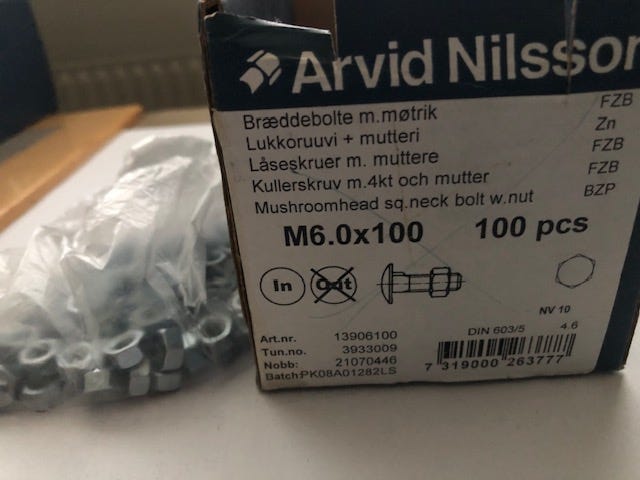 Arvid Nilsson
Bræddebolte m.møtrik FZB
Lukkoruuvi + mutteri Zn
Låseskruer m. muttere FZB
Kullerskruv m.4kt och mutter FZB
Mushroomhead sq.neck bolt w.nut BZP
M6.0x100 100 pcs
In Out
NV 10
DIN 603/5 4.6
Art.nr. 13906100
Tun.no. 3933009
Nobb: 21070446
Batch:PK08A01282LS
7 319000 263777